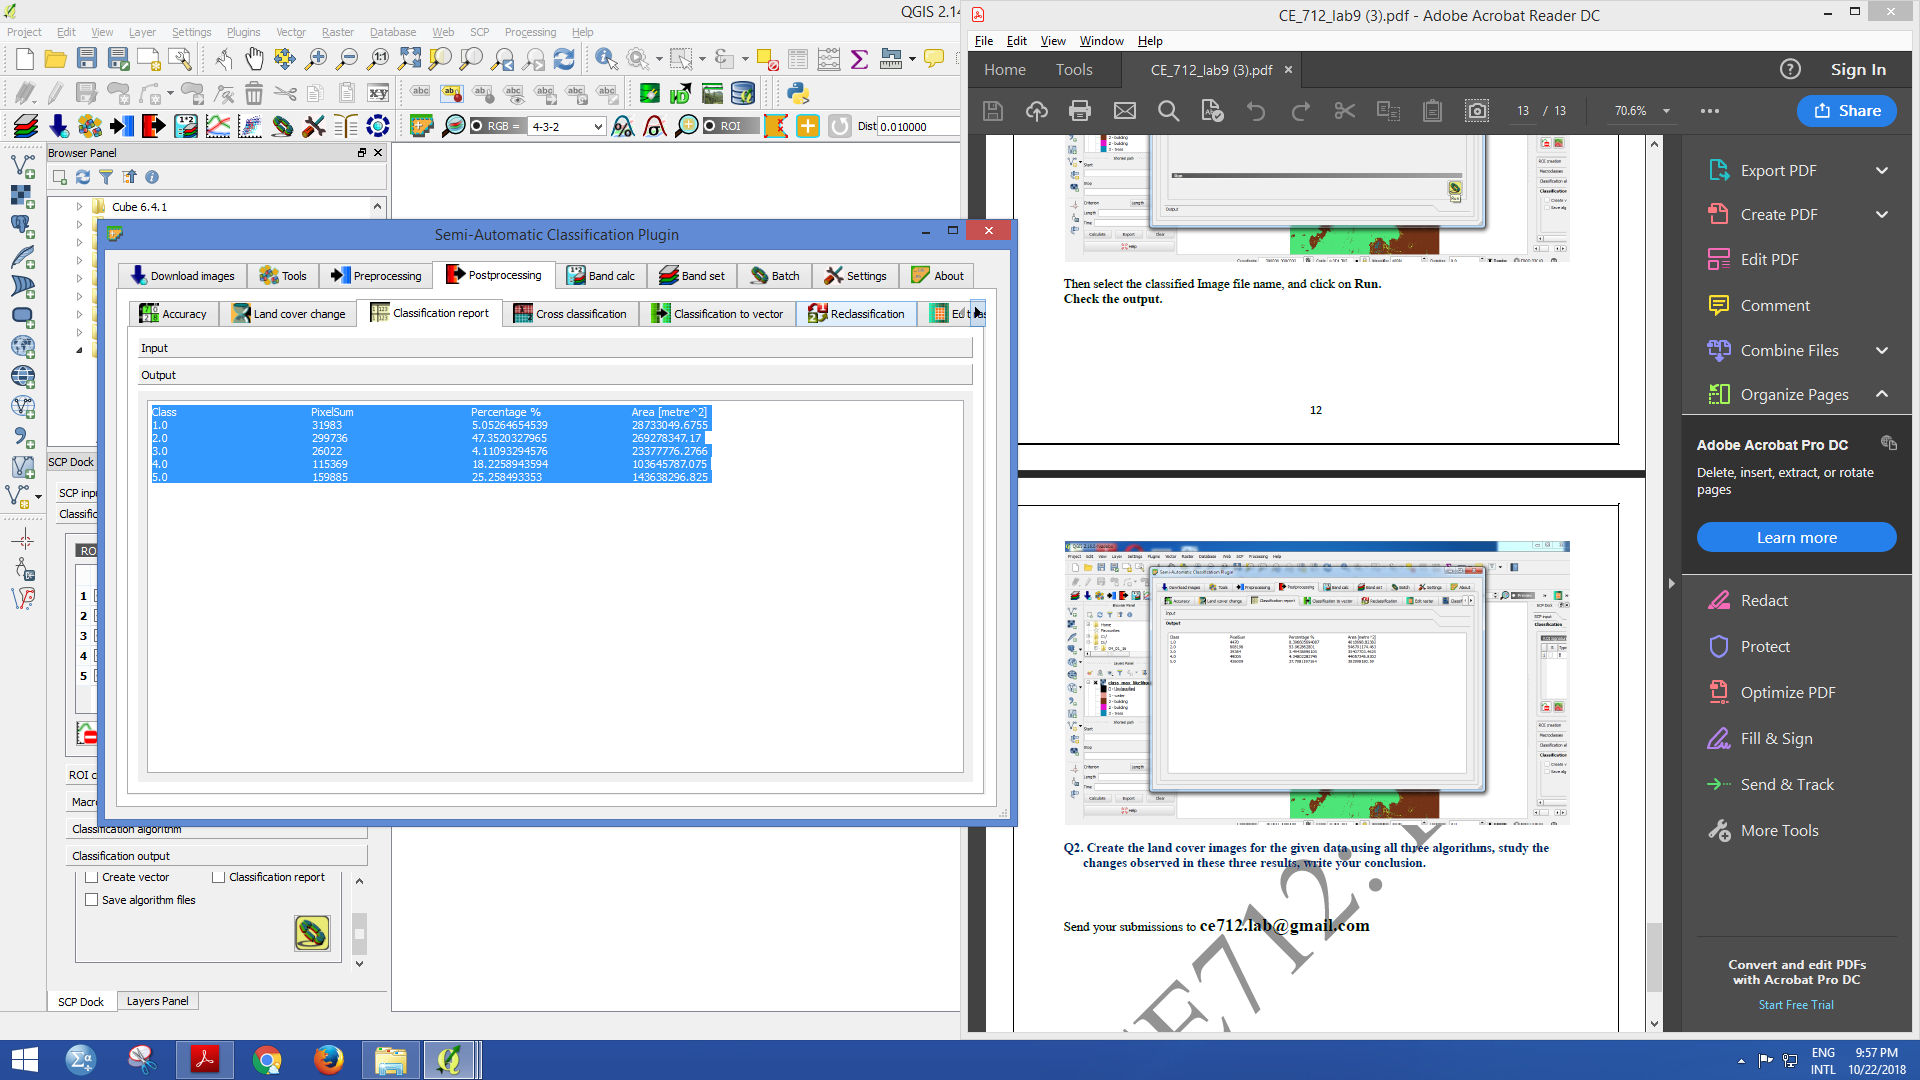 QGIS 2.14
Project Edit View Layer Settings Plugins Vector Raster Database Web SCP Processing Help
RGB = 4-3-2 ROI Dist 0.010000
Browser Panel
Cube 6.4.1
SCP Dock
SCP inpu
Classific
RO
1
2
3
4
5
ROI c
Macro
Classification algorithm
Classification output
Create vector Classification report
Save algorithm files
SCP Dock Layers Panel
Semi-Automatic Classification Plugin
Download images Tools Preprocessing Postprocessing Band calc Band set Batch Settings About
Accuracy Land cover change Classification report Cross classification Classification to vector Reclassification
Input
Output
Class PixelSum Percentage % Area [metre^2]
1.0 31983 5.05264654539 28733049.6755
2.0 299736 47.3520327965 269278347.17
3.0 26022 4.11093294576 23377776.2766
4.0 115369 18.2258943594 103645787.075
5.0 159885 25.258493353 143638296.825
CE_712_lab9 (3).pdf - Adobe Acrobat Reader DC
File Edit View Window Help
Home Tools CE_712_lab9 (3).pdf × Sign In
13 / 13 70.6% Share
Then select the classified Image file name, and click on Run.
Check the output.
12
Semi-Automatic Classification Plugin
Q2. Create the land cover images for the given data using all three algorithms, study the
changes observed in these three results, write your conclusion.
Send your submissions to ce712.lab@gmail.com
CE712:
Export PDF
Create PDF
Edit PDF
Comment
Combine Files
Organize Pages
Adobe Acrobat Pro DC
Delete, insert, extract, or rotate
pages
Learn more
Redact
Protect
Optimize PDF
Fill & Sign
Send & Track
More Tools
Convert and edit PDFs
with Acrobat Pro DC
Start Free Trial
ENG
INTL
9:57 PM
10/22/2018